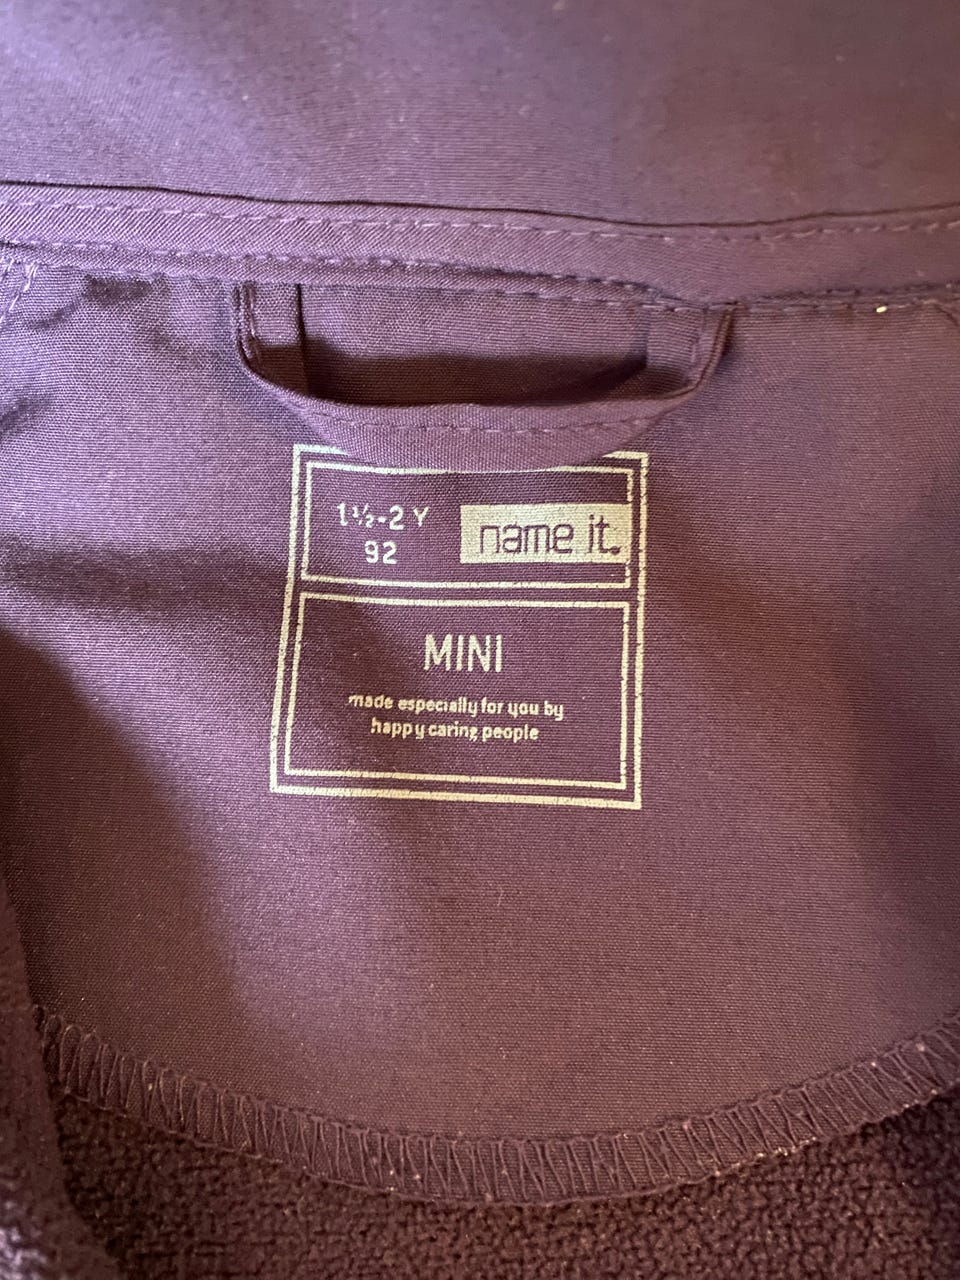 1½-2 Y
92
name it.
MINI
made especially for you by
happy caring people